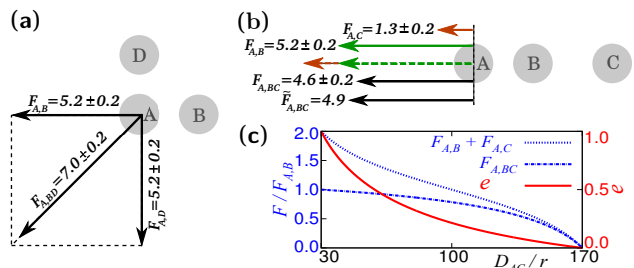 (a)
D
F_{A,B}=5.2±0.2
A
B
F_{A,BD}=7.0±0.2
F_{A,D}=5.2±0.2
(b)
F_{A,C}=1.3±0.2
F_{A,B}=5.2±0.2
A
B
C
F_{A,BC}=4.6±0.2
F̃_{A,BC}=4.9
(c)
2.0
1.5
1.0
0.5
0.0
F / F_{A,B}
F_{A,B} + F_{A,C}
F_{A,BC}
e
1.0
0.5
0.0
e
30
100
170
D_{AC}/r